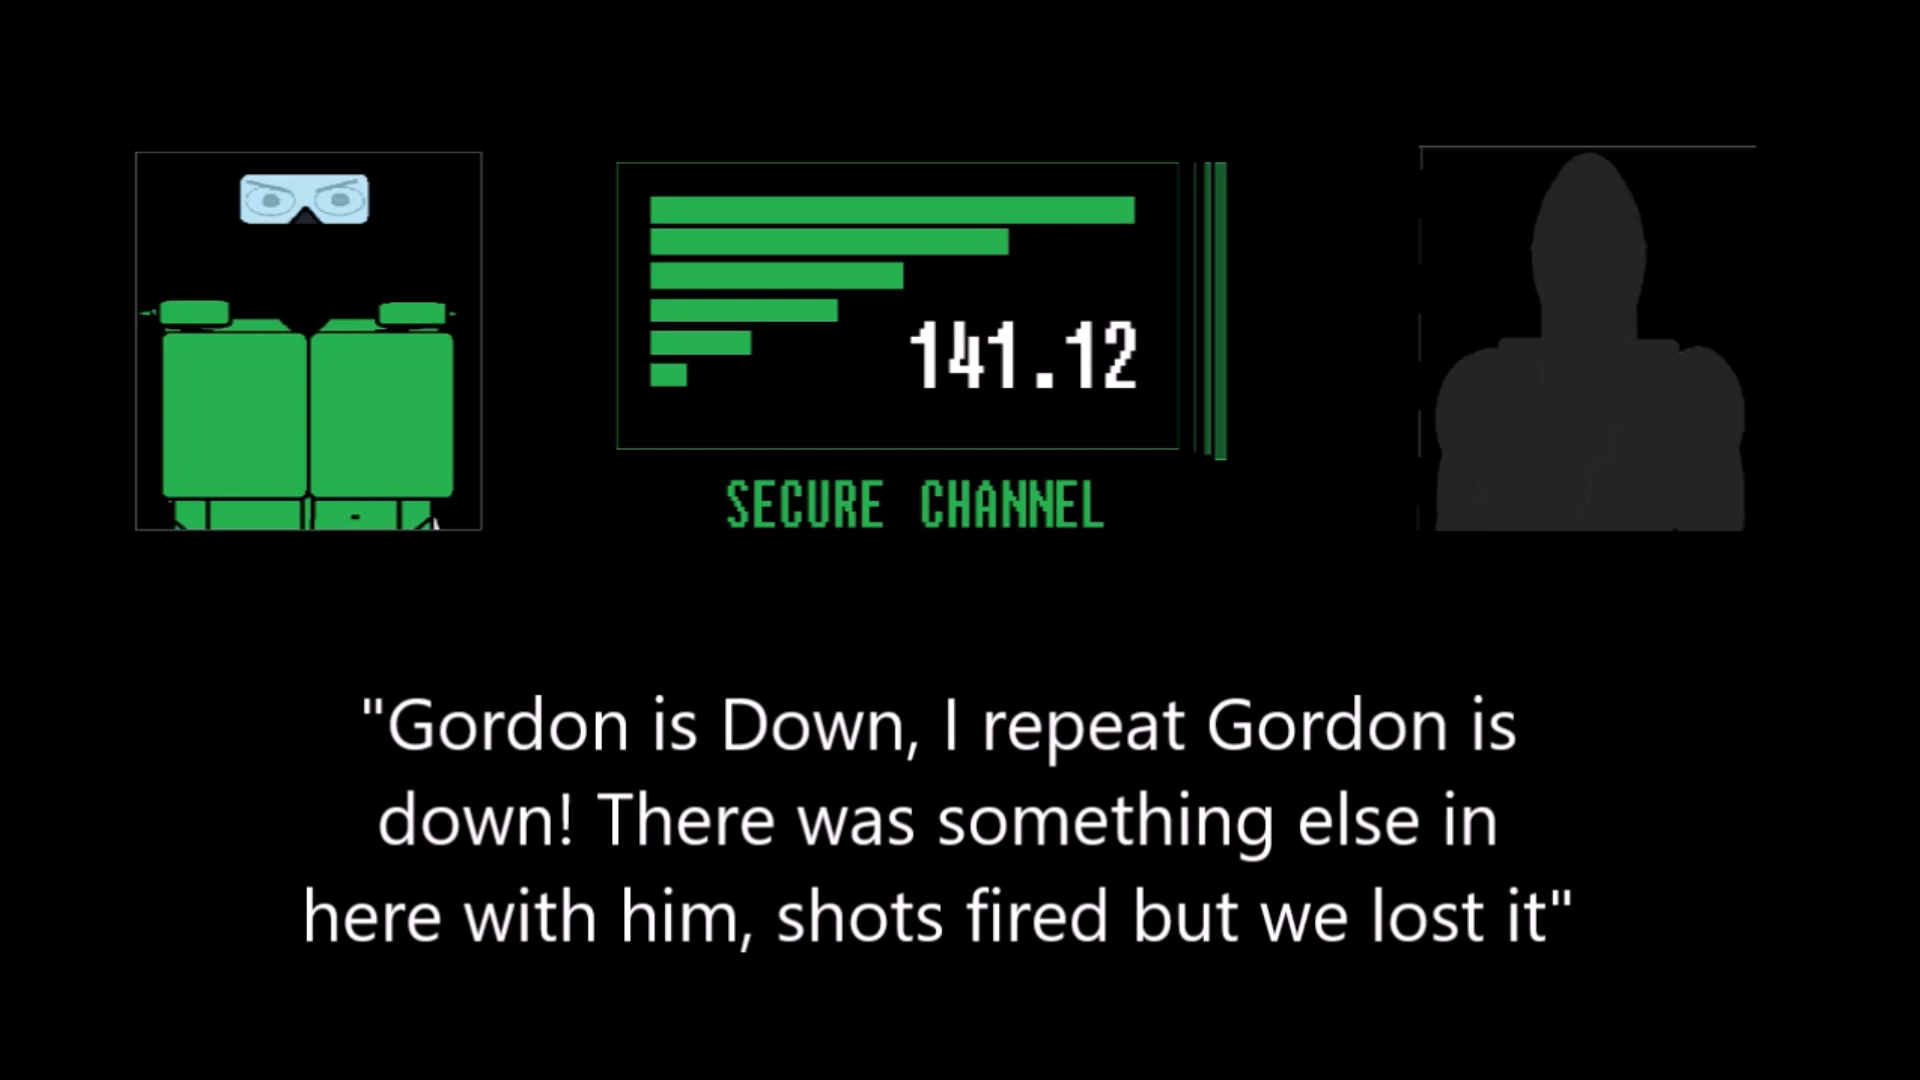 141.12
SECURE CHANNEL
"Gordon is Down, I repeat Gordon is
down! There was something else in
here with him, shots fired but we lost it"